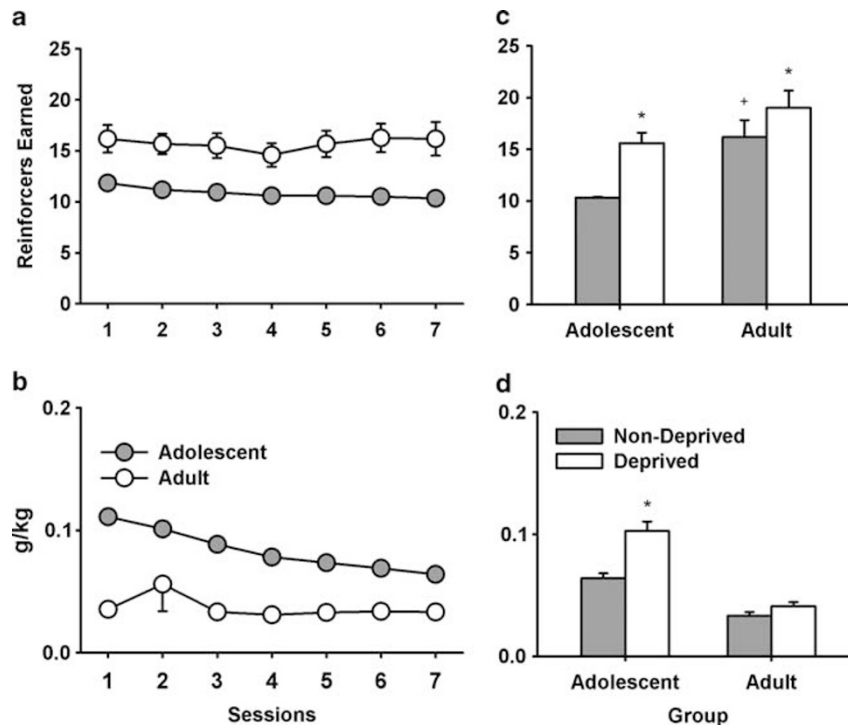 a
Reinforcers Earned
25
20
15
10
5
0
1 2 3 4 5 6 7
c
25
20
15
10
5
0
*
+
*
Adolescent Adult
b
g/kg
0.2
0.1
0.0
Adolescent
Adult
1 2 3 4 5 6 7
Sessions
d
0.2
0.1
0.0
Non-Deprived
Deprived
*
Adolescent Adult
Group